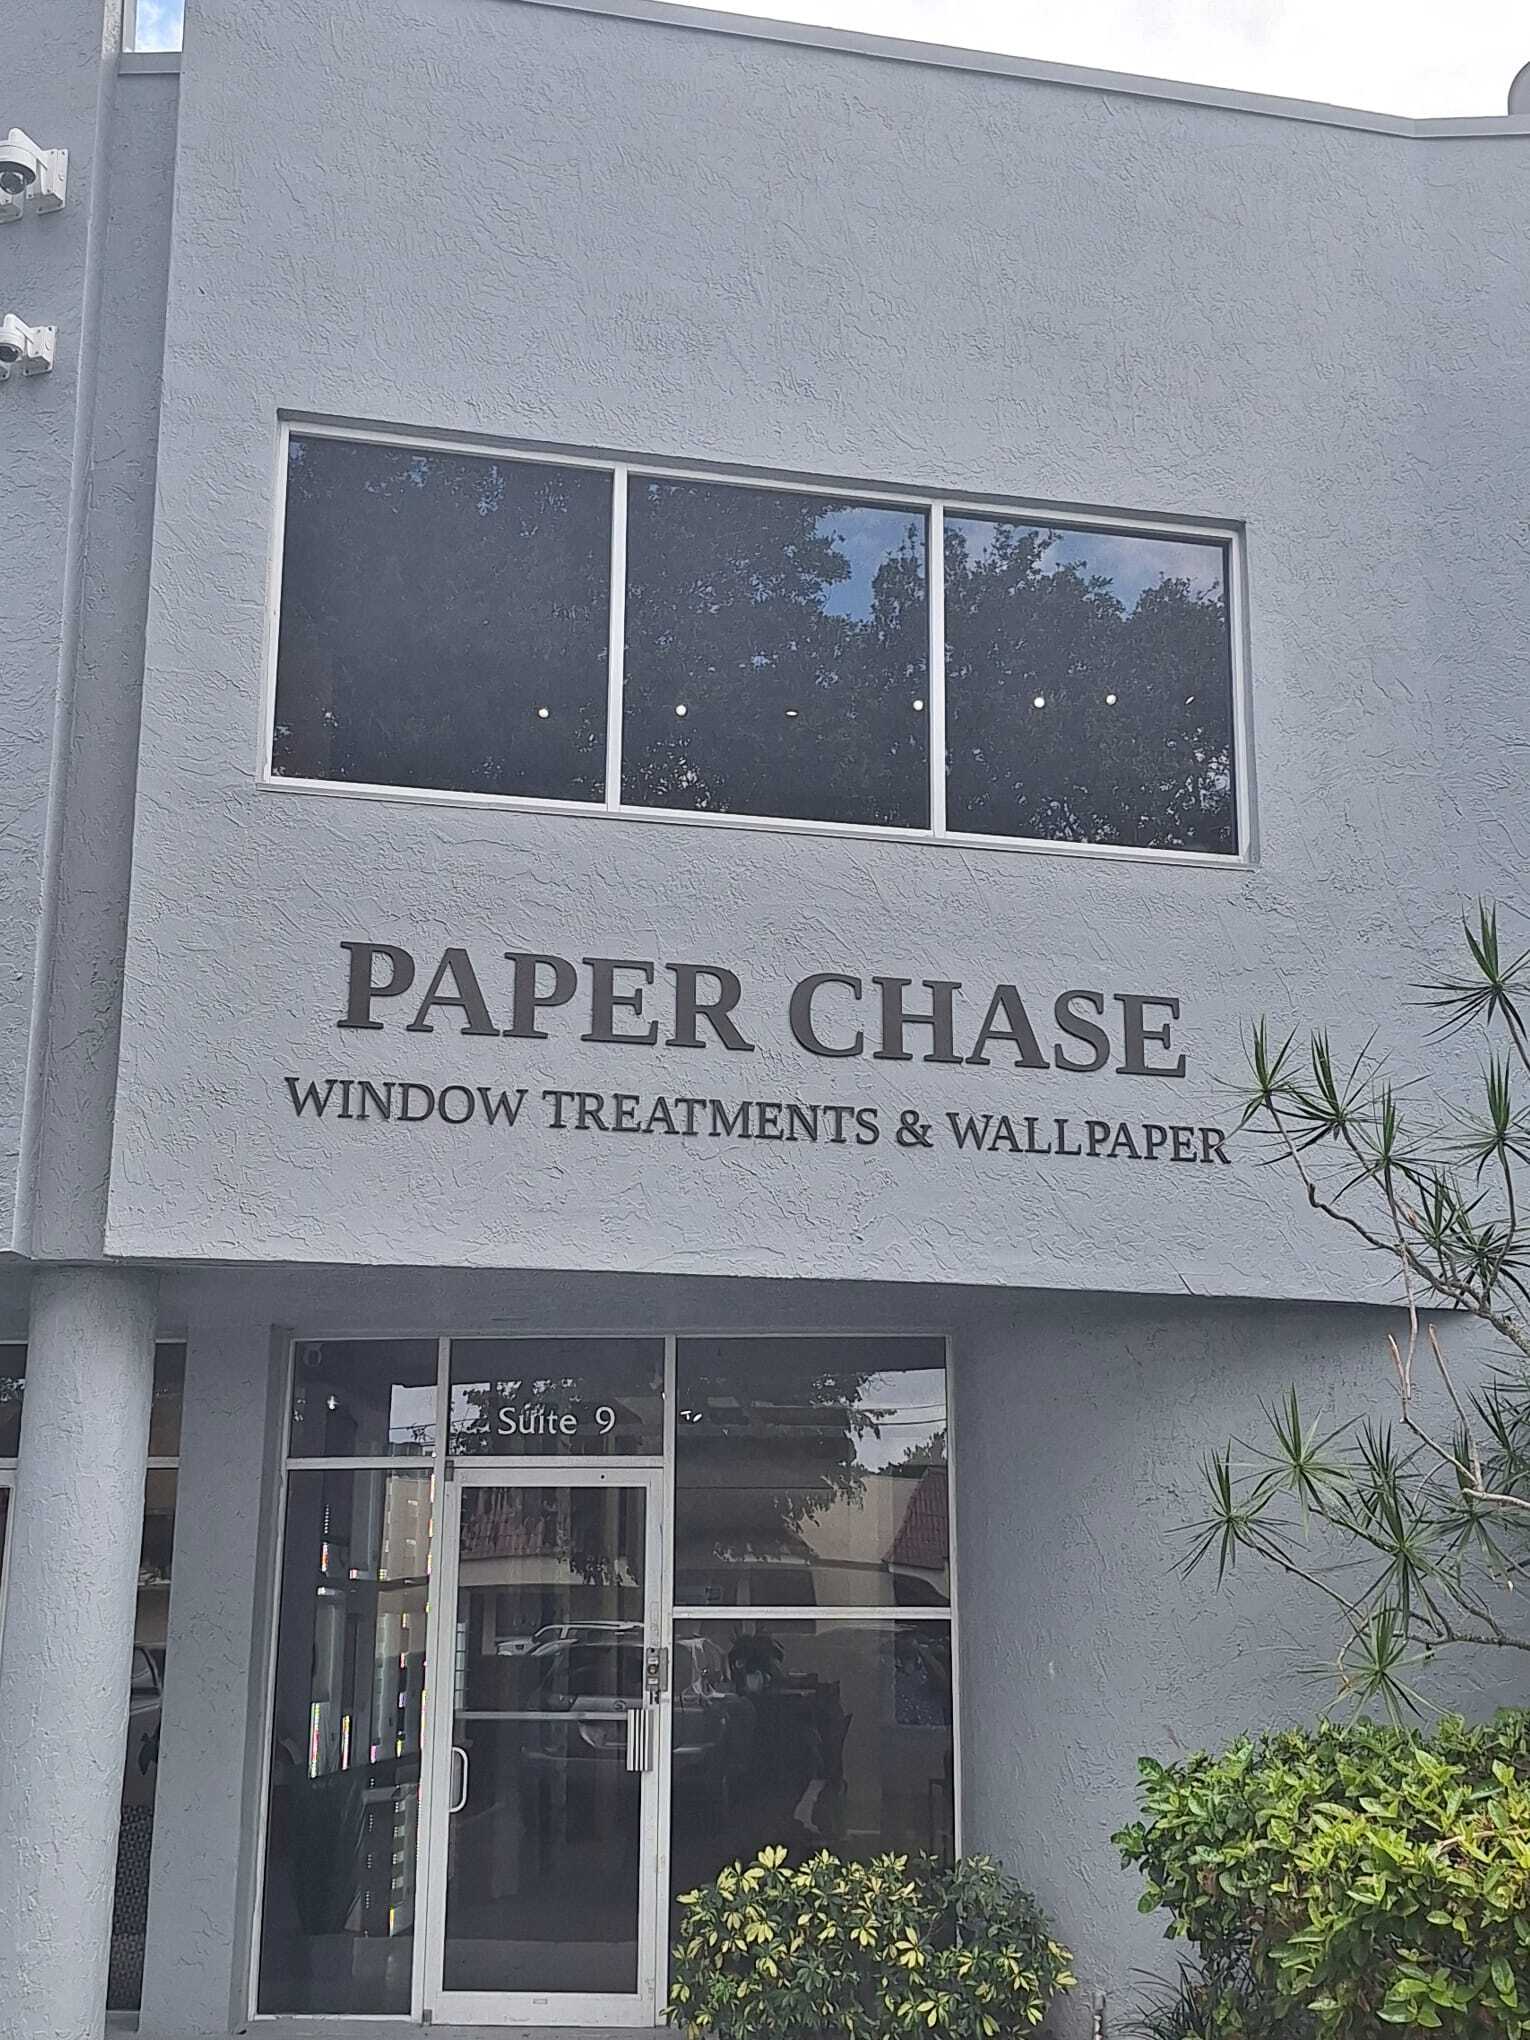 PAPER CHASE
WINDOW TREATMENTS & WALLPAPER
Suite 9